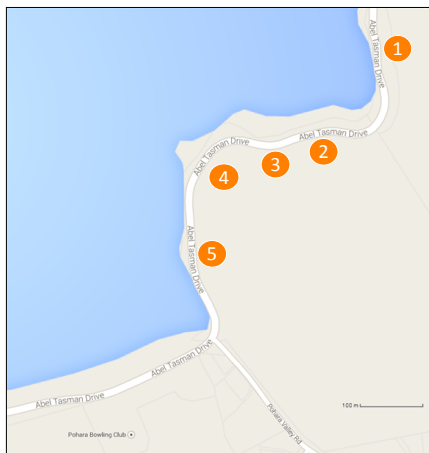 Abel Tasman Drive
1
Abel Tasman Drive
2
3
Abel Tasman Drive
4
5
Abel Tasman Drive
Abel Tasman Drive
Abel Tasman Drive
100 m
Pohara Valley Rd
Pohara Bowling Club